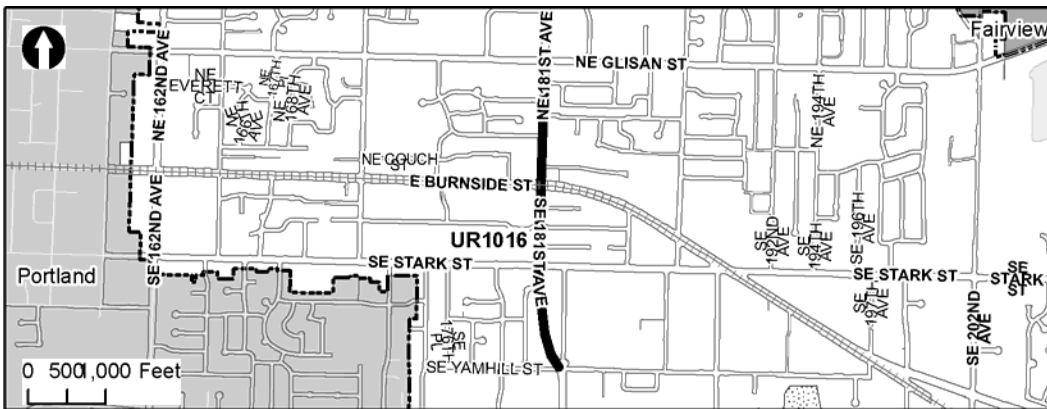 Fairview
NE GLISAN ST
NE 162ND AVE
NE 181ST AVE
NE
EVERETT
CT
NE 167TH
PL
NE
168TH
AVE
NE
166TH
AVE
NE 194TH
AVE
NE COUCH
ST
E BURNSIDE ST
SE 162ND AVE
SE 181ST AVE
UR1016
SE STARK ST
SE
192ND
AVE
SE
194TH
AVE
SE 196TH
AVE
SE STARK ST
SE
STARK
ST
Portland
SE
197TH
AVE
SE 202ND
AVE
SE
176TH
PL
SE YAMHILL ST
0 500 1,000 Feet